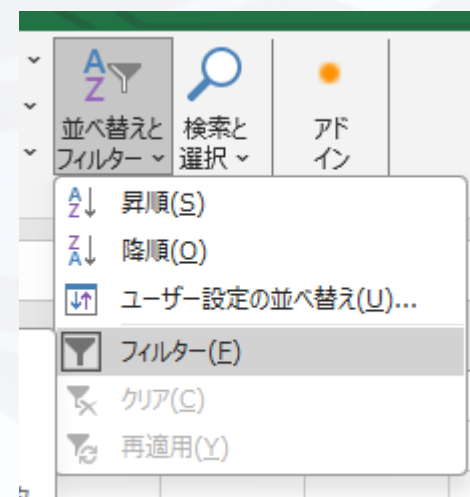 並べ替えと
フィルター
検索と
選択
アド
イン
昇順(S)
降順(O)
ユーザー設定の並べ替え(U)...
フィルター(F)
クリア(C)
再適用(Y)